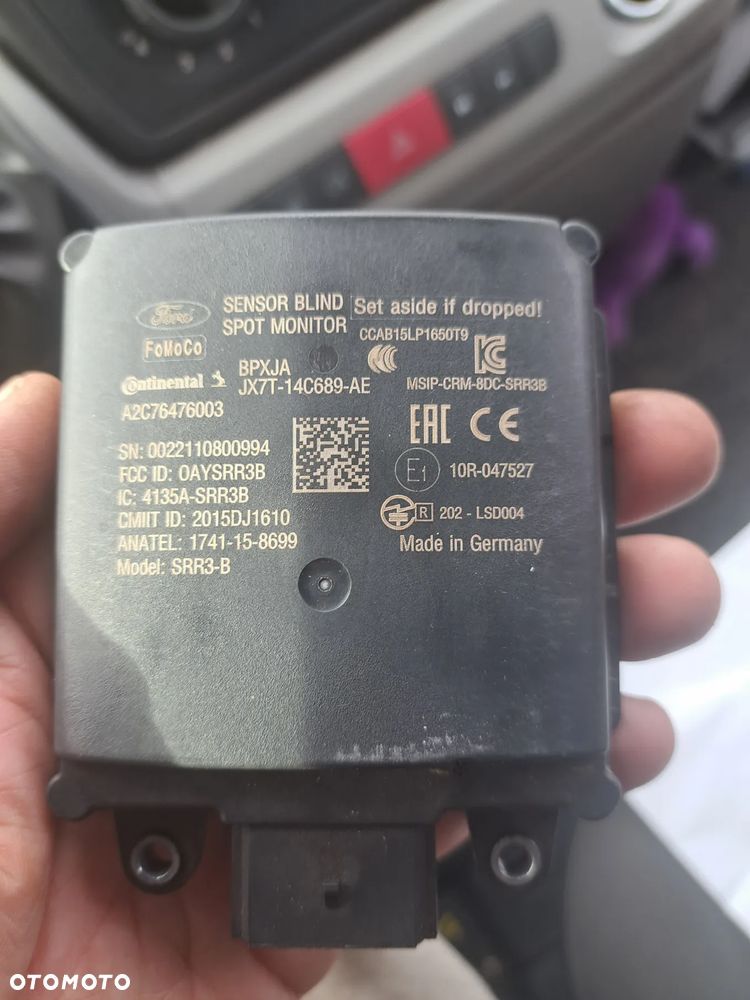 Ford
SENSOR BLIND
SPOT MONITOR
Set aside if dropped!
CCAB15LP1650T9
FoMoCo
Continental
BPXJA
JX7T-14C689-AE
MSIP-CRM-8DC-SRR3B
A2C76476003
SN: 0022110800994
FCC ID: OAYSRR3B
IC: 4135A-SRR3B
CMIIT ID: 2015DJ1610
ANATEL: 1741-15-8699
Model: SRR3-B
EAC CE
E1 10R-047527
R 202 - LSD004
Made in Germany
OTOMOTO